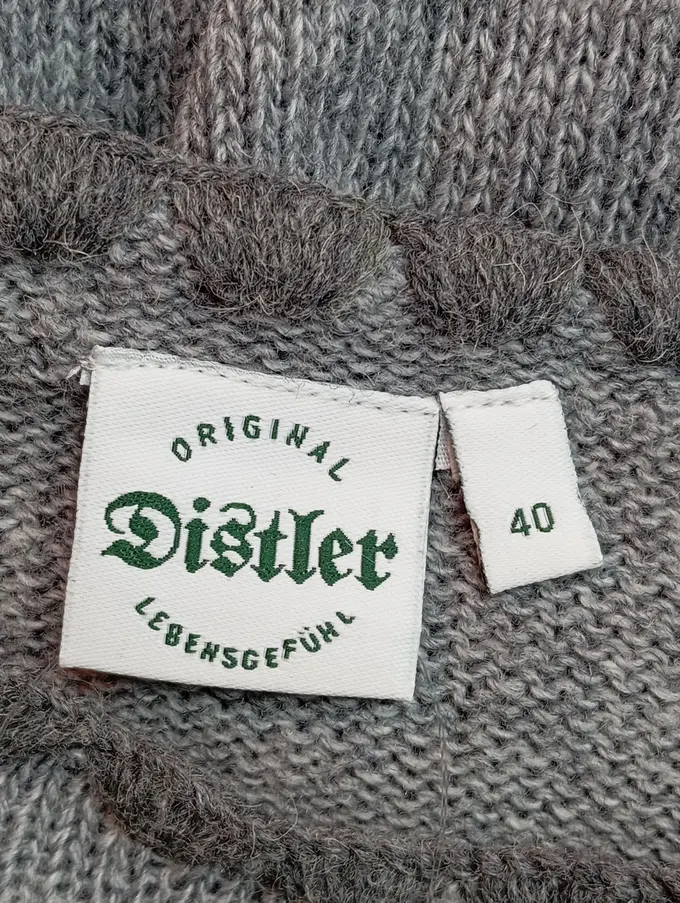 ORIGINAL
Distler
LEBENSGEFÜHL
40